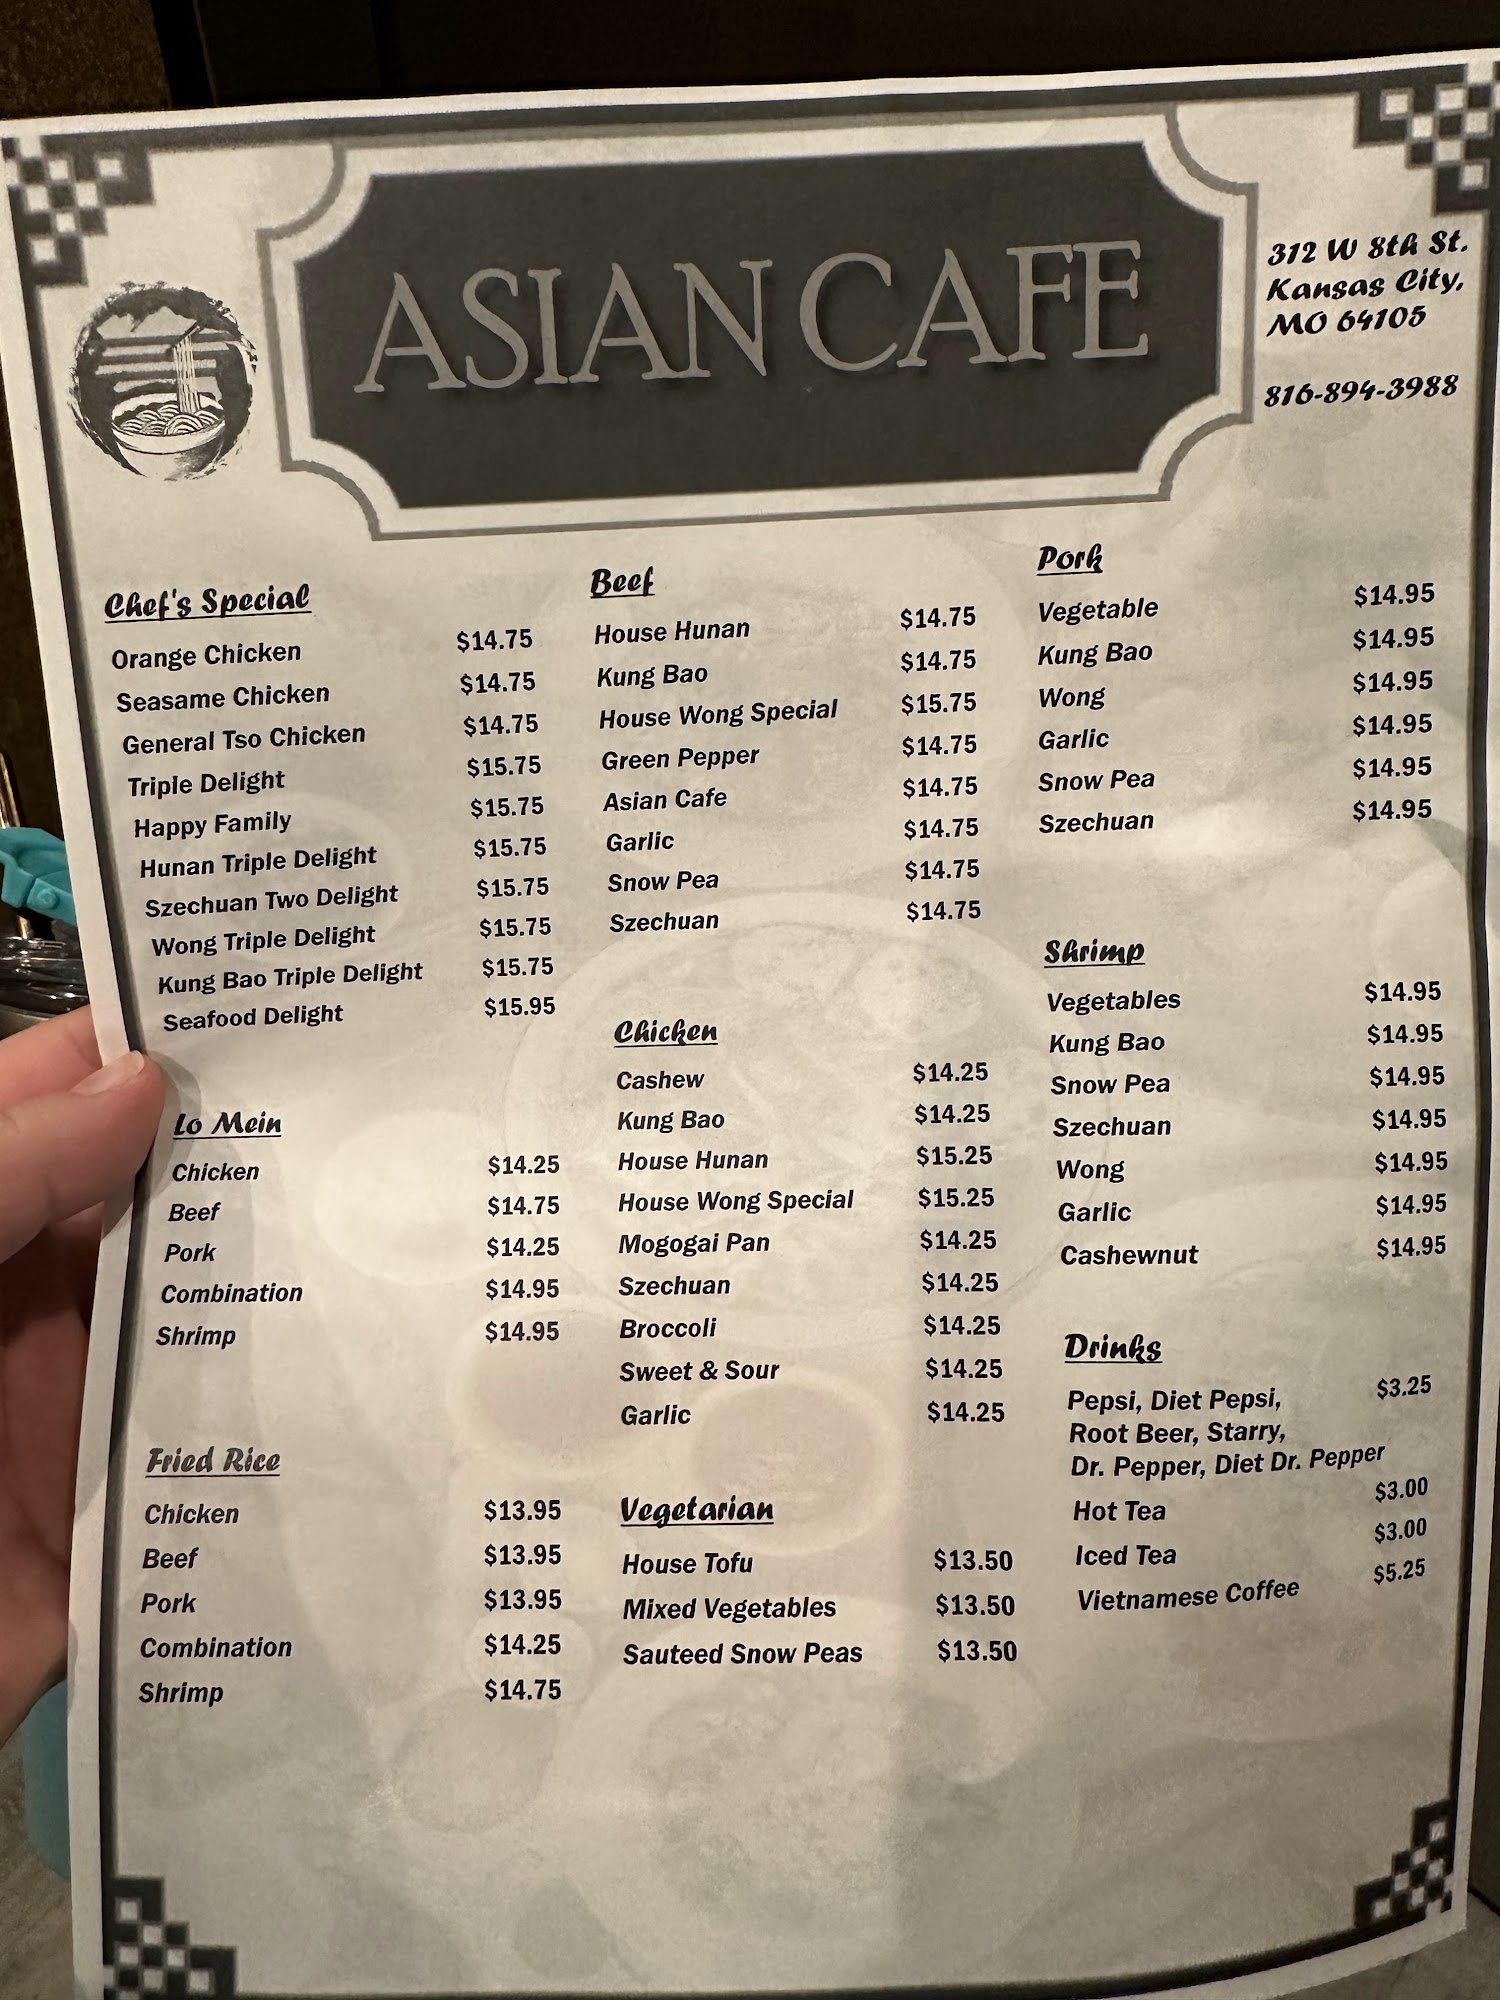 ASIAN CAFE
312 W 8th St.
Kansas City,
MO 64105
816-894-3988
Chef's Special
Orange Chicken $14.75
Seasame Chicken $14.75
General Tso Chicken $14.75
Triple Delight $15.75
Happy Family $15.75
Hunan Triple Delight $15.75
Szechuan Two Delight $15.75
Wong Triple Delight $15.75
Kung Bao Triple Delight $15.75
Seafood Delight $15.95
Lo Mein
Chicken $14.25
Beef $14.75
Pork $14.25
Combination $14.95
Shrimp $14.95
Fried Rice
Chicken $13.95
Beef $13.95
Pork $13.95
Combination $14.25
Shrimp $14.75
Beef
House Hunan $14.75
Kung Bao $14.75
House Wong Special $15.75
Green Pepper $14.75
Asian Cafe $14.75
Garlic $14.75
Snow Pea $14.75
Szechuan $14.75
Chicken
Cashew $14.25
Kung Bao $14.25
House Hunan $15.25
House Wong Special $15.25
Mogogai Pan $14.25
Szechuan $14.25
Broccoli $14.25
Sweet & Sour $14.25
Garlic $14.25
Vegetarian
House Tofu $13.50
Mixed Vegetables $13.50
Sauteed Snow Peas $13.50
Pork
Vegetable $14.95
Kung Bao $14.95
Wong $14.95
Garlic $14.95
Snow Pea $14.95
Szechuan $14.95
Shrimp
Vegetables $14.95
Kung Bao $14.95
Snow Pea $14.95
Szechuan $14.95
Wong $14.95
Garlic $14.95
Cashewnut $14.95
Drinks
Pepsi, Diet Pepsi, $3.25
Root Beer, Starry,
Dr. Pepper, Diet Dr. Pepper
Hot Tea $3.00
Iced Tea $3.00
Vietnamese Coffee $5.25